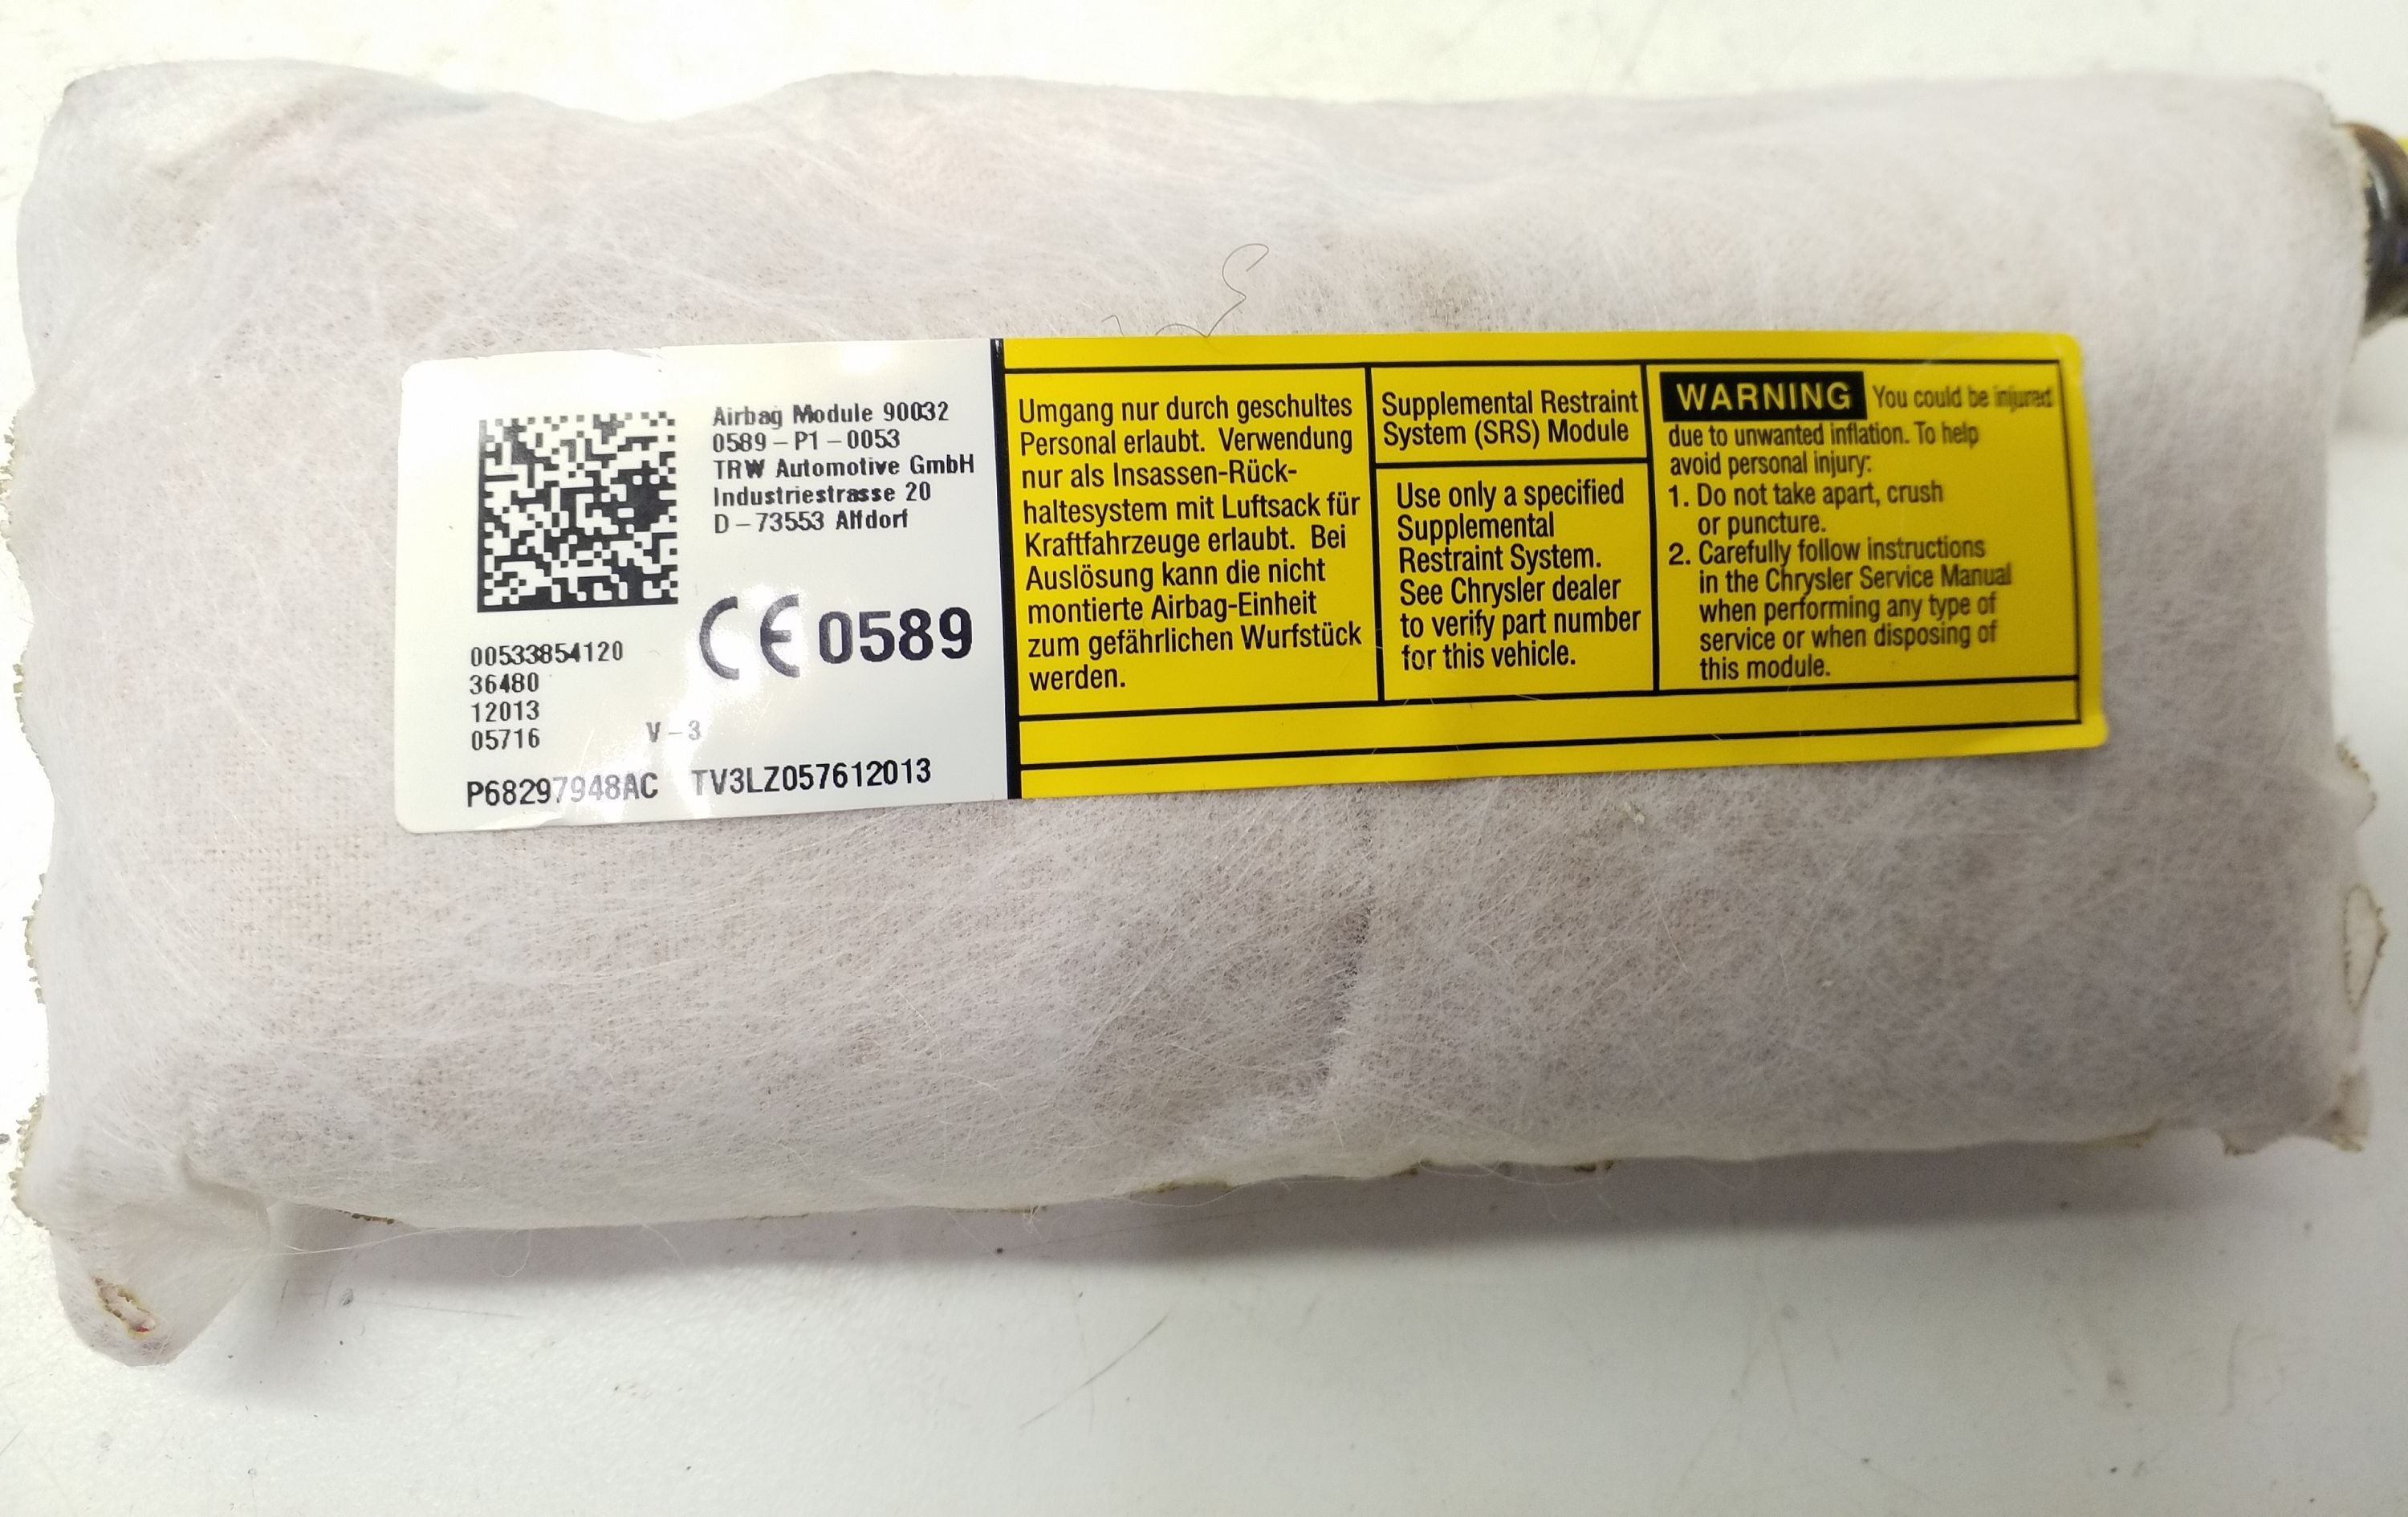 Airbag Module 90032
0589-P1-0053
TRW Automotive GmbH
Industriestrasse 20
D-73553 Alfdorf
CE 0589
00533854120
36480
12013
05716
V-3
P68297948AC TV3LZ057612013
Umgang nur durch geschultes
Personal erlaubt. Verwendung
nur als Insassen-Rück-
haltesystem mit Luftsack für
Kraftfahrzeuge erlaubt. Bei
Auslösung kann die nicht
montierte Airbag-Einheit
zum gefährlichen Wurfstück
werden.
Supplemental Restraint
System (SRS) Module
Use only a specified
Supplemental
Restraint System.
See Chrysler dealer
to verify part number
for this vehicle.
WARNING You could be injured
due to unwanted inflation. To help
avoid personal injury:
1. Do not take apart, crush
or puncture.
2. Carefully follow instructions
in the Chrysler Service Manual
when performing any type of
service or when disposing of
this module.